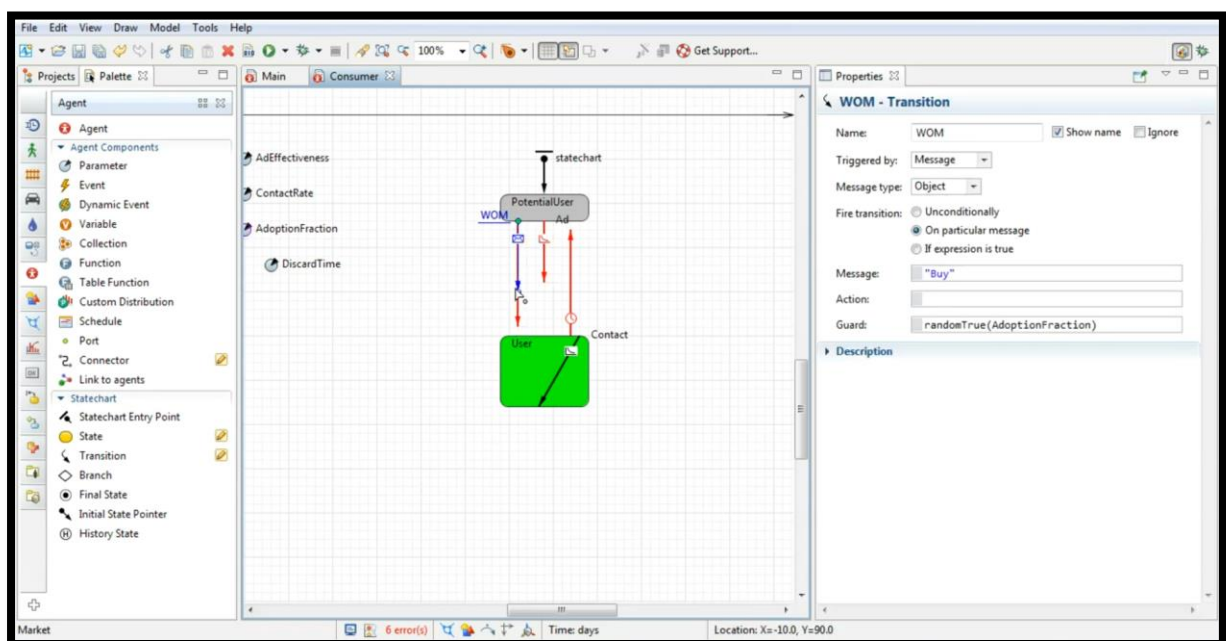 File Edit View Draw Model Tools Help
100% Get Support...
Projects Palette
Agent
Agent
Agent Components
Parameter
Event
Dynamic Event
Variable
Collection
Function
Table Function
Custom Distribution
Schedule
Port
Connector
Link to agents
Statechart
Statechart Entry Point
State
Transition
Branch
Final State
Initial State Pointer
History State
Main Consumer
AdEffectiveness
ContactRate
AdoptionFraction
DiscardTime
statechart
PotentialUser
WOM
Ad
Contact
User
Properties
WOM - Transition
Name: WOM Show name Ignore
Triggered by: Message
Message type: Object
Fire transition: Unconditionally
On particular message
If expression is true
Message: "Buy"
Action:
Guard: randomTrue(AdoptionFraction)
Description
Market 6 error(s) Time: days Location: X=-10.0, Y=90.0